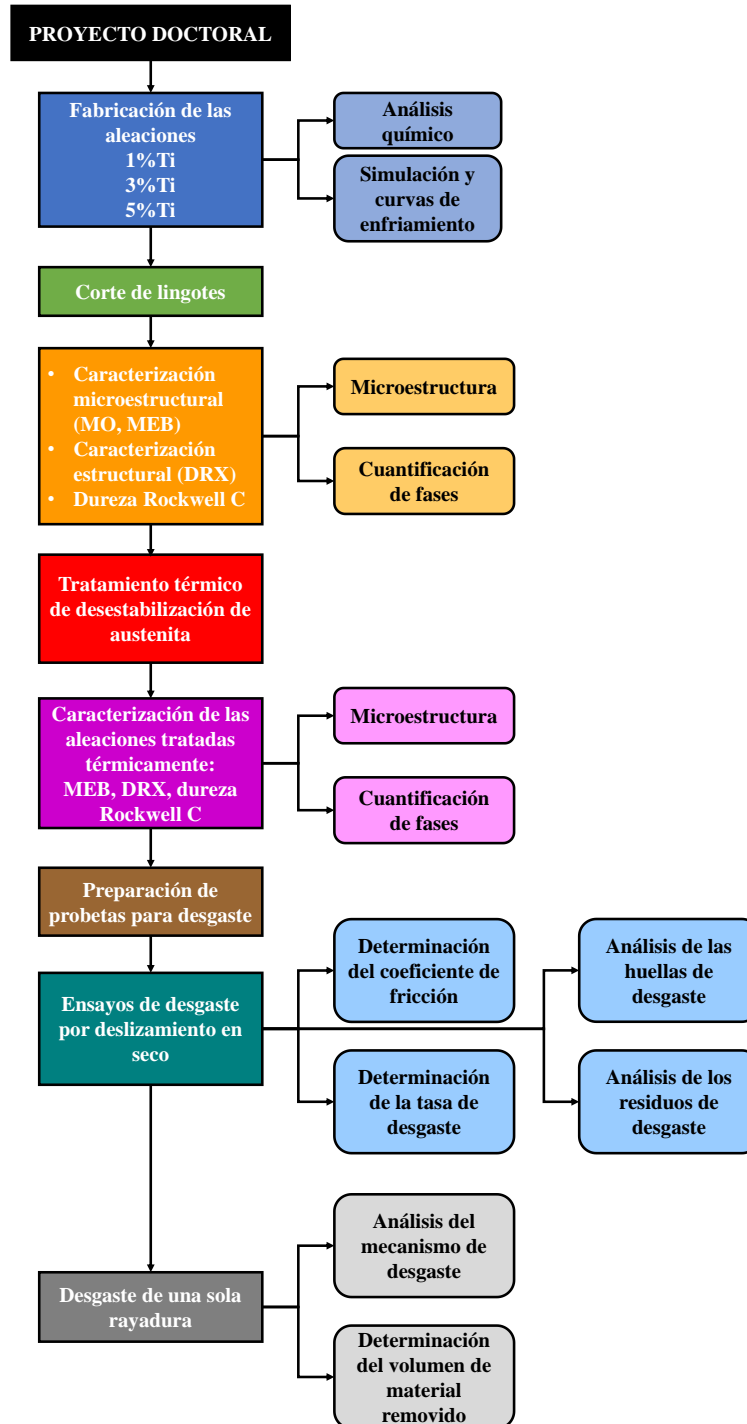 PROYECTO DOCTORAL
Fabricación de las
aleaciones
1%Ti
3%Ti
5%Ti
Análisis
químico
Simulación y
curvas de
enfriamiento
Corte de lingotes
• Caracterización
microestructural
(MO, MEB)
• Caracterización
estructural (DRX)
• Dureza Rockwell C
Microestructura
Cuantificación
de fases
Tratamiento térmico
de desestabilización de
austenita
Caracterización de las
aleaciones tratadas
térmicamente:
MEB, DRX, dureza
Rockwell C
Microestructura
Cuantificación
de fases
Preparación de
probetas para desgaste
Ensayos de desgaste
por deslizamiento en
seco
Determinación
del coeficiente de
fricción
Análisis de las
huellas de
desgaste
Determinación
de la tasa de
desgaste
Análisis de los
residuos de
desgaste
Desgaste de una sola
rayadura
Análisis del
mecanismo de
desgaste
Determinación
del volumen de
material
removido